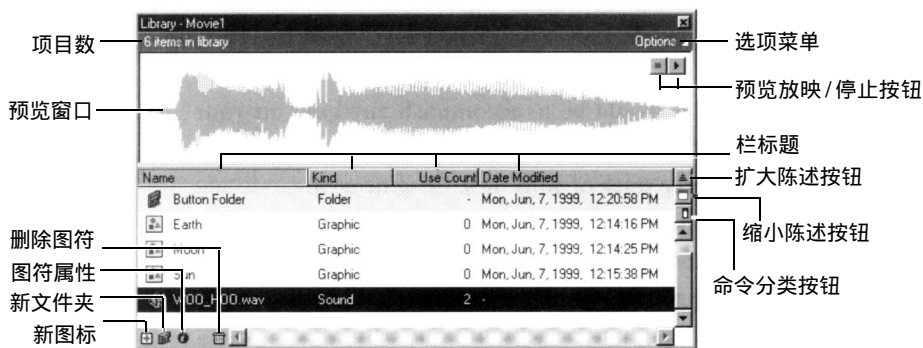 Library - Movie1
项目数
6 items in library
Options
选项菜单
预览放映/停止按钮
预览窗口
栏标题
Name Kind Use Count Date Modified
扩大陈述按钮
Button Folder Folder - Mon, Jun, 7, 1999, 12:20:58 PM
Earth Graphic 0 Mon, Jun, 7, 1999, 12:14:16 PM
缩小陈述按钮
删除图符
Moon Graphic 0 Mon, Jun, 7, 1999, 12:14:25 PM
图符属性
Sun Graphic 0 Mon, Jun, 7, 1999, 12:15:38 PM
命令分类按钮
新文件夹
WOO_HOO.wav Sound 2 -
新图标